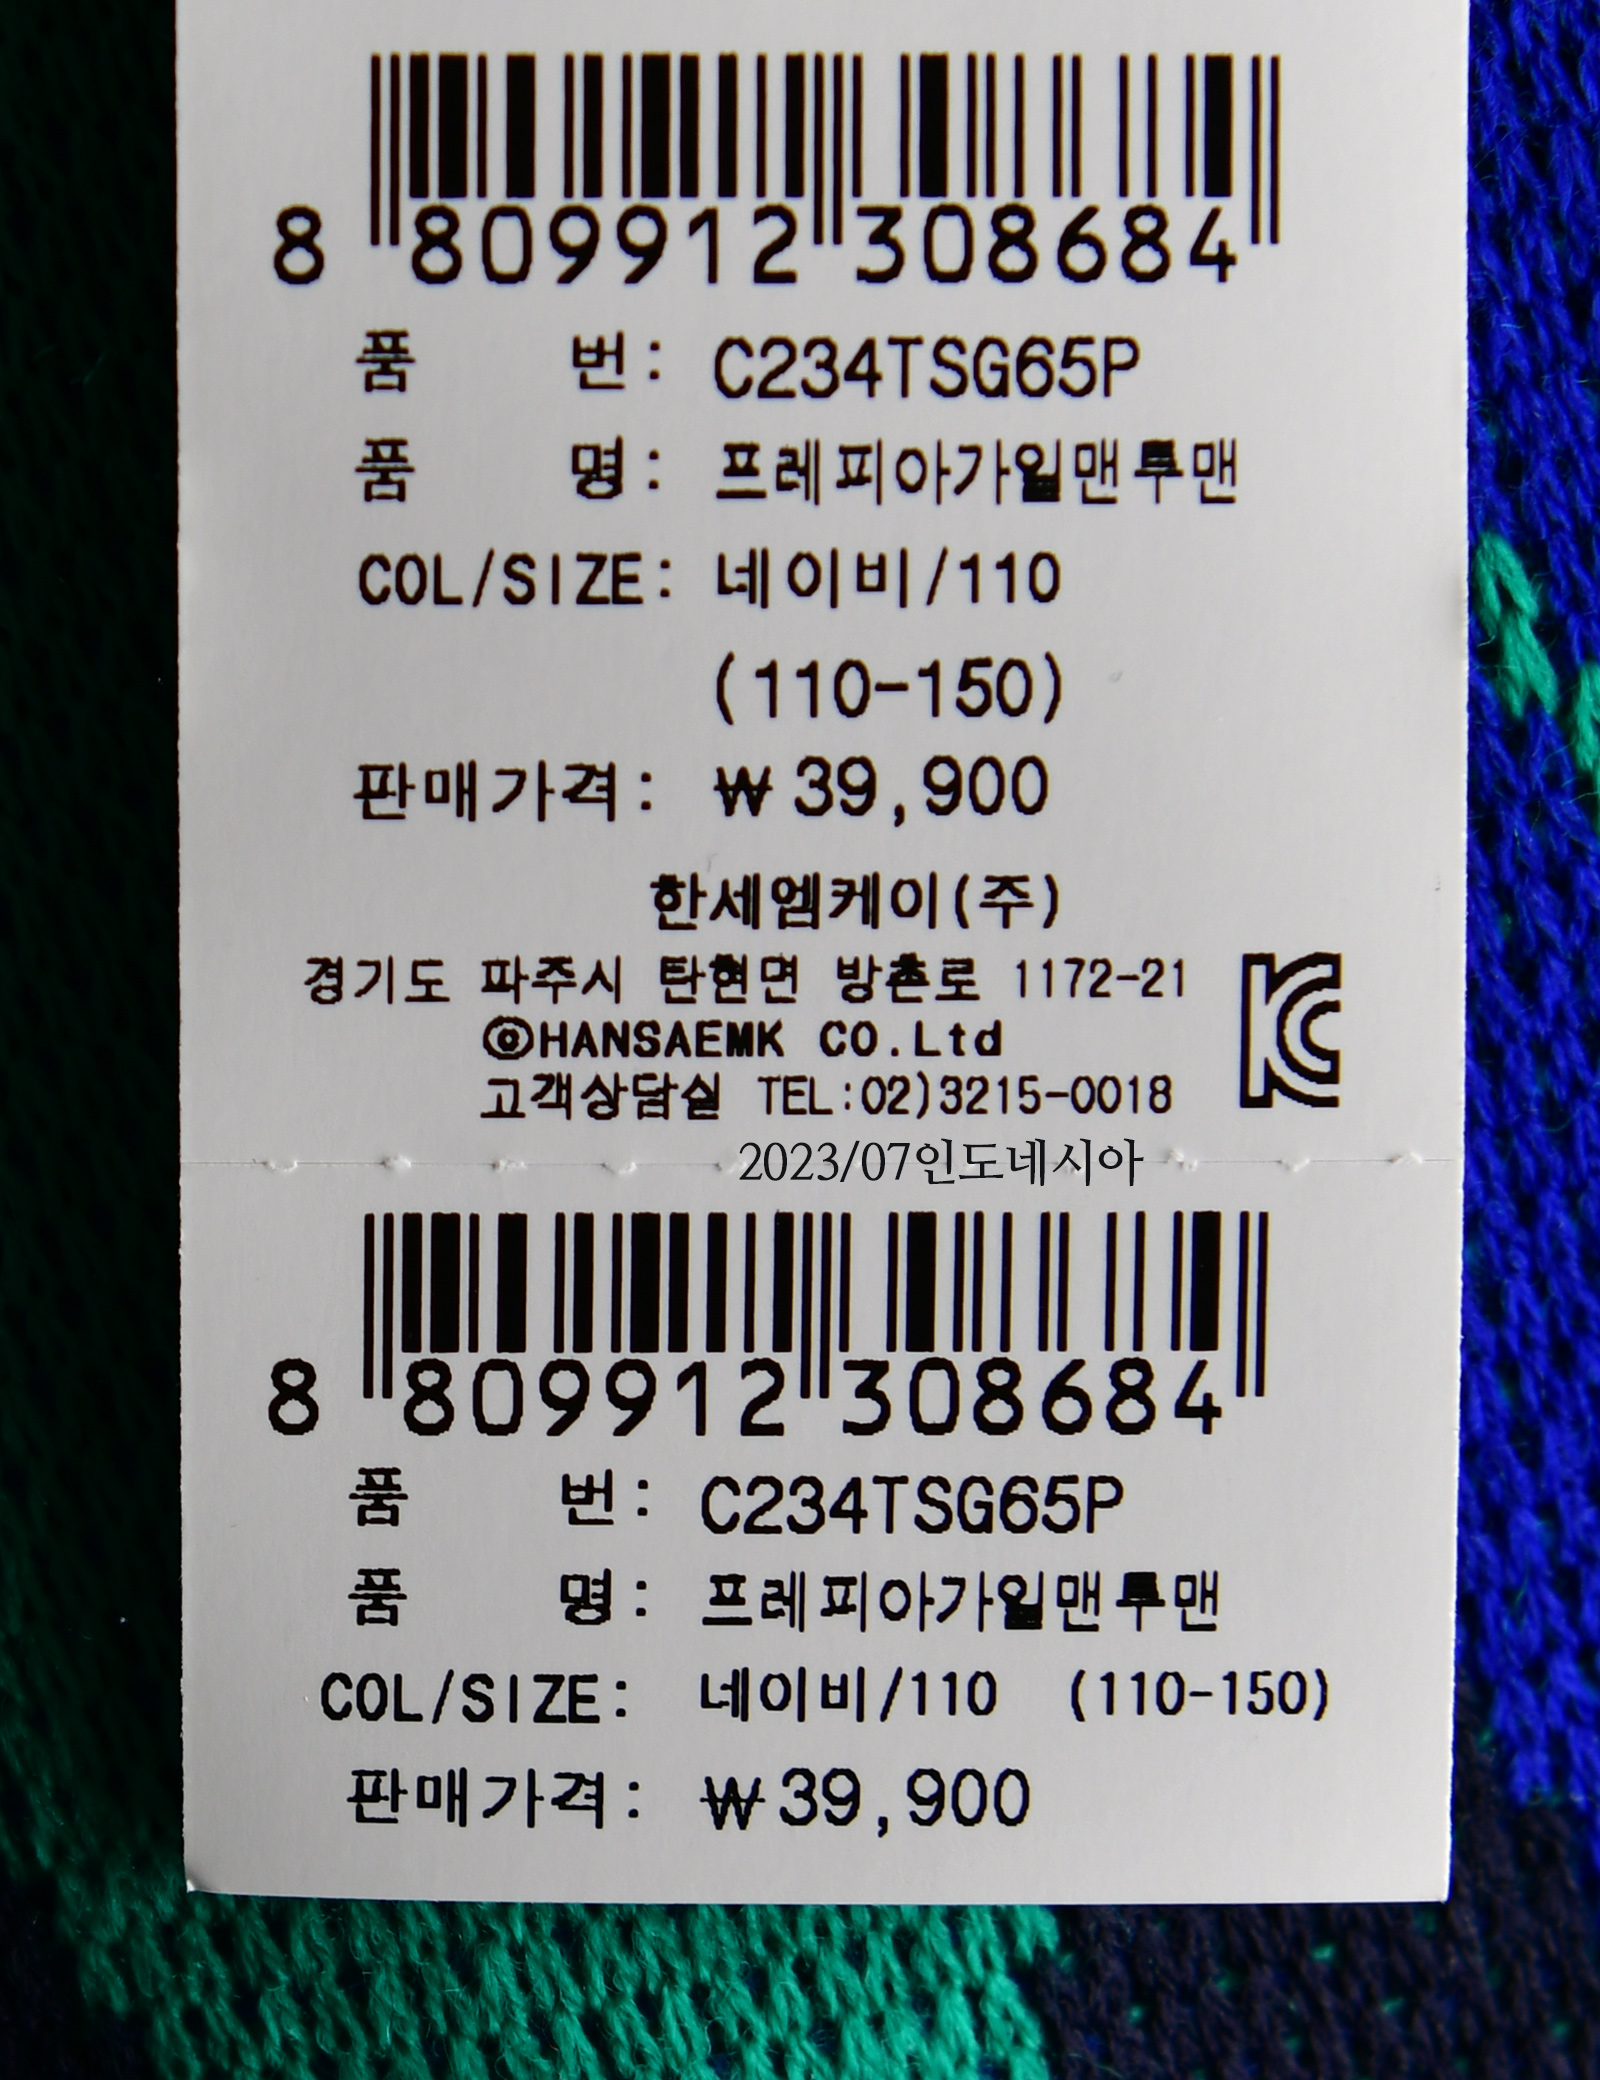 8 809912 308684
품 번: C234TSG65P
품 명: 프레피아가일맨투맨
COL/SIZE: 네이비/110
(110-150)
판매가격: ₩39,900
한세엠케이(주)
경기도 파주시 탄현면 방촌로 1172-21
ⓒHANSAEMK CO.Ltd
고객상담실 TEL:02)3215-0018
KC
2023/07인도네시아
8 809912 308684
품 번: C234TSG65P
품 명: 프레피아가일맨투맨
COL/SIZE: 네이비/110 (110-150)
판매가격: ₩39,900